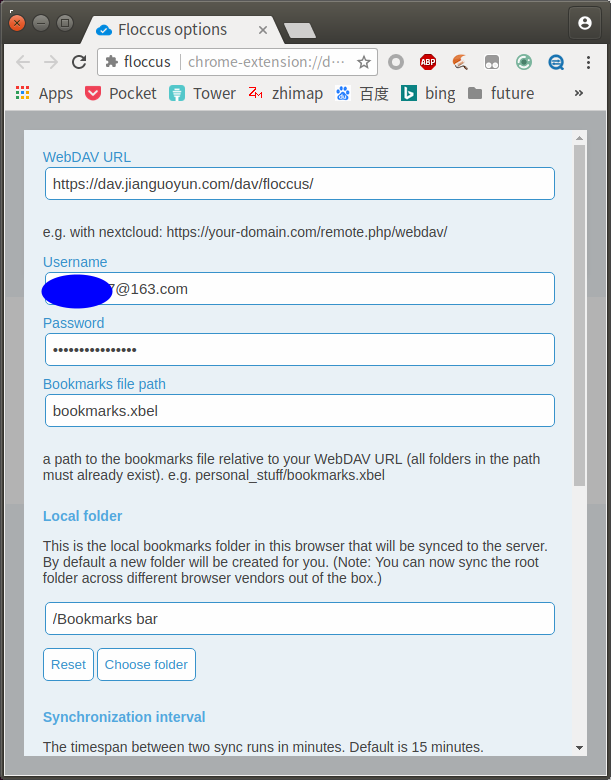 Floccus options
floccus | chrome-extension://d…
ABP
Apps Pocket Tower ZM zhimap 百度 bing future »
WebDAV URL
https://dav.jianguoyun.com/dav/floccus/
e.g. with nextcloud: https://your-domain.com/remote.php/webdav/
Username
7@163.com
Password
••••••••••••••••
Bookmarks file path
bookmarks.xbel
a path to the bookmarks file relative to your WebDAV URL (all folders in the path
must already exist). e.g. personal_stuff/bookmarks.xbel
Local folder
This is the local bookmarks folder in this browser that will be synced to the server.
By default a new folder will be created for you. (Note: You can now sync the root
folder across different browser vendors out of the box.)
/Bookmarks bar
Reset Choose folder
Synchronization interval
The timespan between two sync runs in minutes. Default is 15 minutes.